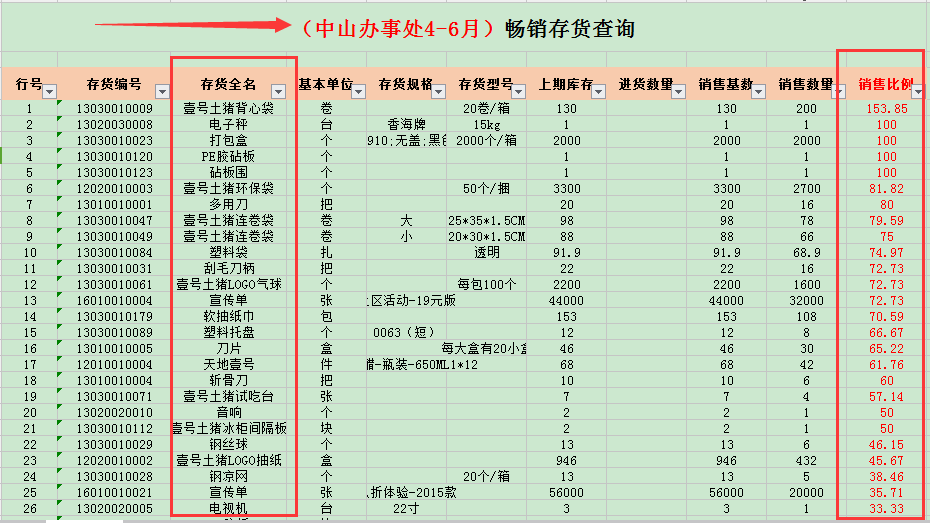 （中山办事处4-6月）畅销存货查询
行号 存货编号 存货全名 基本单位 存货规格 存货型号 上期库存 进货数量 销售基数 销售数量 销售比例
1 13030010009 壹号土猪背心袋 卷 20卷/箱 130 130 200 153.85
2 13020030008 电子秤 台 香海牌 15kg 1 1 1 100
3 13030010023 打包盒 个 910;无盖;黑 2000个/箱 2000 2000 2000 100
4 13030010120 PE胶砧板 个 1 1 1 100
5 13030010123 砧板围 个 1 1 1 100
6 12020010003 壹号土猪环保袋 个 50个/捆 3300 3300 2700 81.82
7 13010010001 多用刀 把 20 20 16 80
8 13030010047 壹号土猪连卷袋 卷 大 25*35*1.5CM 98 98 78 79.59
9 13030010049 壹号土猪连卷袋 卷 小 20*30*1.5CM 88 88 66 75
10 13030010084 塑料袋 扎 透明 91.9 91.9 68.9 74.97
11 13030010031 刮毛刀柄 把 22 22 16 72.73
12 13030010061 壹号土猪LOGO气球 个 每包100个 2200 2200 1600 72.73
13 16010010004 宣传单 张 区活动-19元版 44000 44000 32000 72.73
14 13030010179 软抽纸巾 包 153 153 108 70.59
15 13030010089 塑料托盘 个 0063（短） 12 12 8 66.67
16 13010010005 刀片 盒 每大盒有20小盒 46 46 30 65.22
17 12010010004 天地壹号 件 醋-瓶装-650ML1*12 68 68 42 61.76
18 13010010004 斩骨刀 把 10 10 6 60
19 13030010071 壹号土猪试吃台 张 7 7 4 57.14
20 13020020010 音响 个 2 2 1 50
21 13030010112 壹号土猪冰柜间隔板 块 2 2 1 50
22 13030010029 钢丝球 个 13 13 6 46.15
23 12020010002 壹号土猪LOGO抽纸 盒 946 946 432 45.67
24 13030010028 钢凉网 个 20个/箱 13 13 5 38.46
25 16010010021 宣传单 张 折体验-2015款 56000 56000 20000 35.71
26 13020020005 电视机 台 22寸 3 3 1 33.33